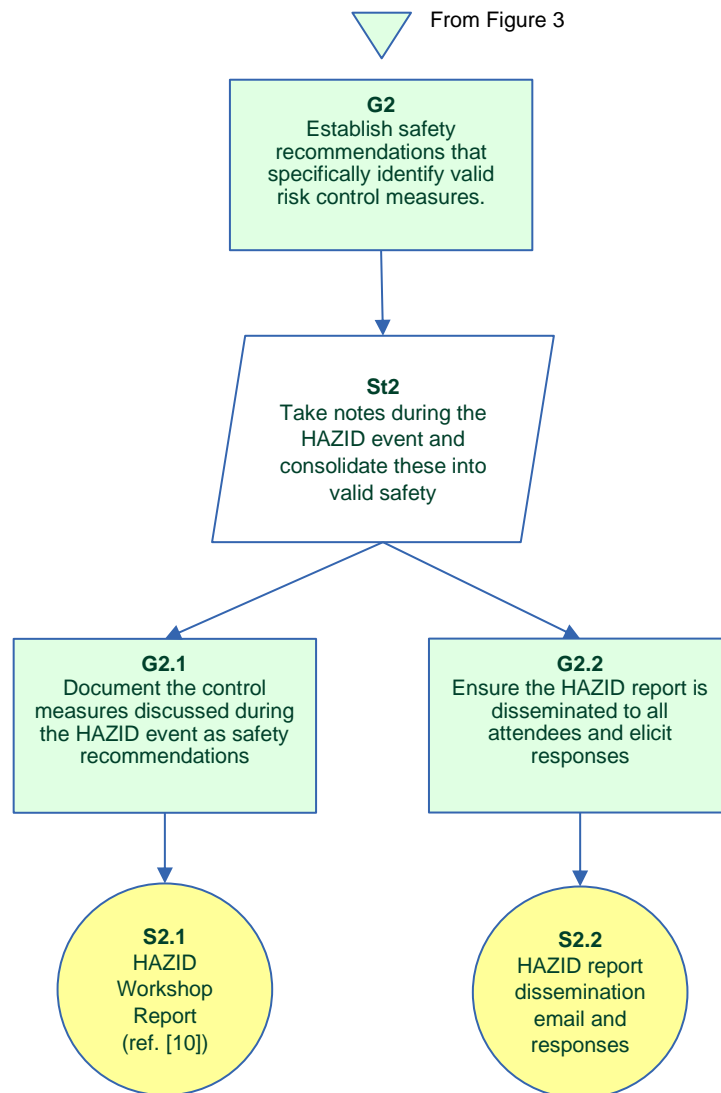 From Figure 3
G2
Establish safety
recommendations that
specifically identify valid
risk control measures.
St2
Take notes during the
HAZID event and
consolidate these into
valid safety
G2.1
Document the control
measures discussed during
the HAZID event as safety
recommendations
G2.2
Ensure the HAZID report is
disseminated to all
attendees and elicit
responses
S2.1
HAZID
Workshop
Report
(ref. [10])
S2.2
HAZID report
dissemination
email and
responses